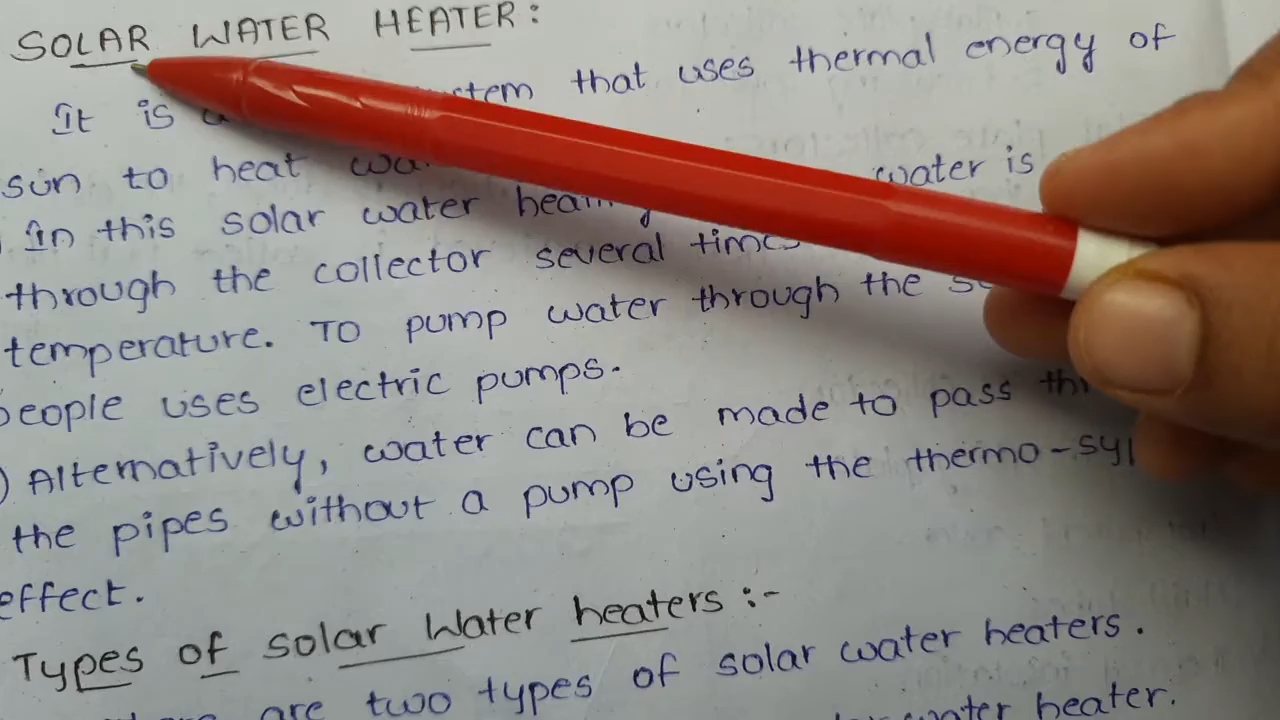 SOLAR WATER HEATER:
It is a that uses thermal energy of
sun to heat water is
In this solar water
through the collector several times
temperature. To pump water through the
people uses electric pumps.
) Alternatively, water can be made to pass
the pipes without a pump using the thermo-sy
effect.
Types of solar Water heaters :-
are two types of solar water heaters.
water heater.